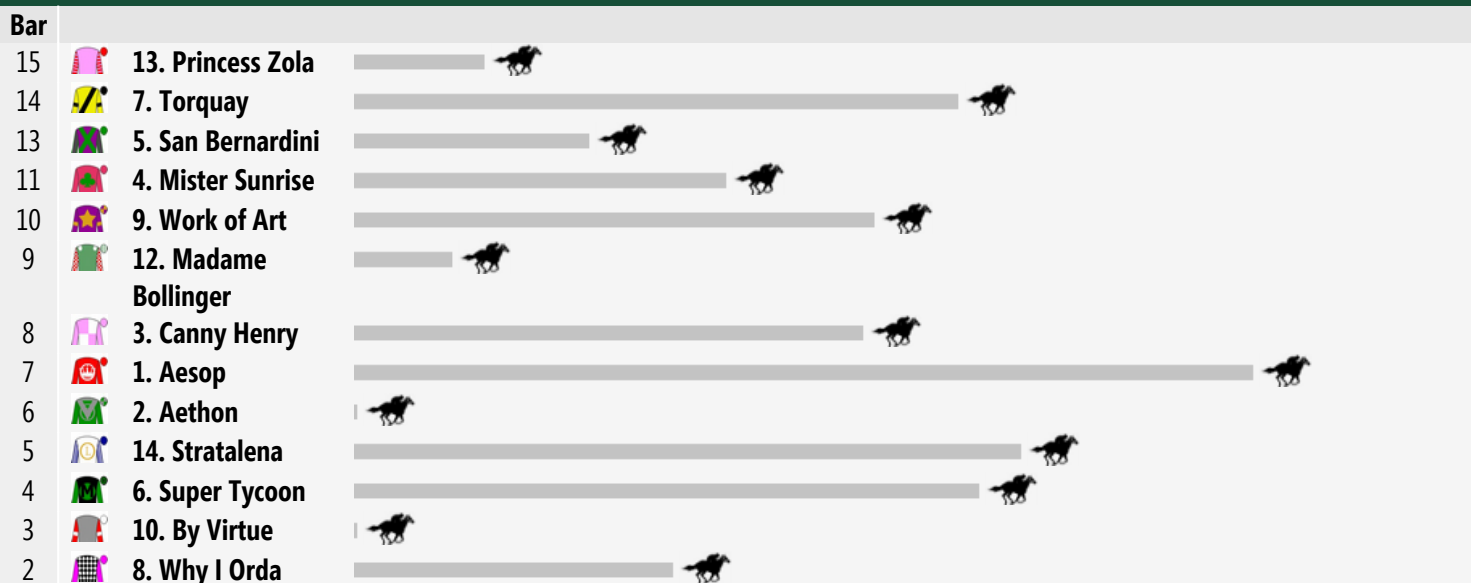 Bar
15 13. Princess Zola
14 7. Torquay
13 5. San Bernardini
11 4. Mister Sunrise
10 9. Work of Art
9 12. Madame
Bollinger
8 3. Canny Henry
7 1. Aesop
6 2. Aethon
5 14. Stratalena
4 6. Super Tycoon
3 10. By Virtue
2 8. Why I Orda